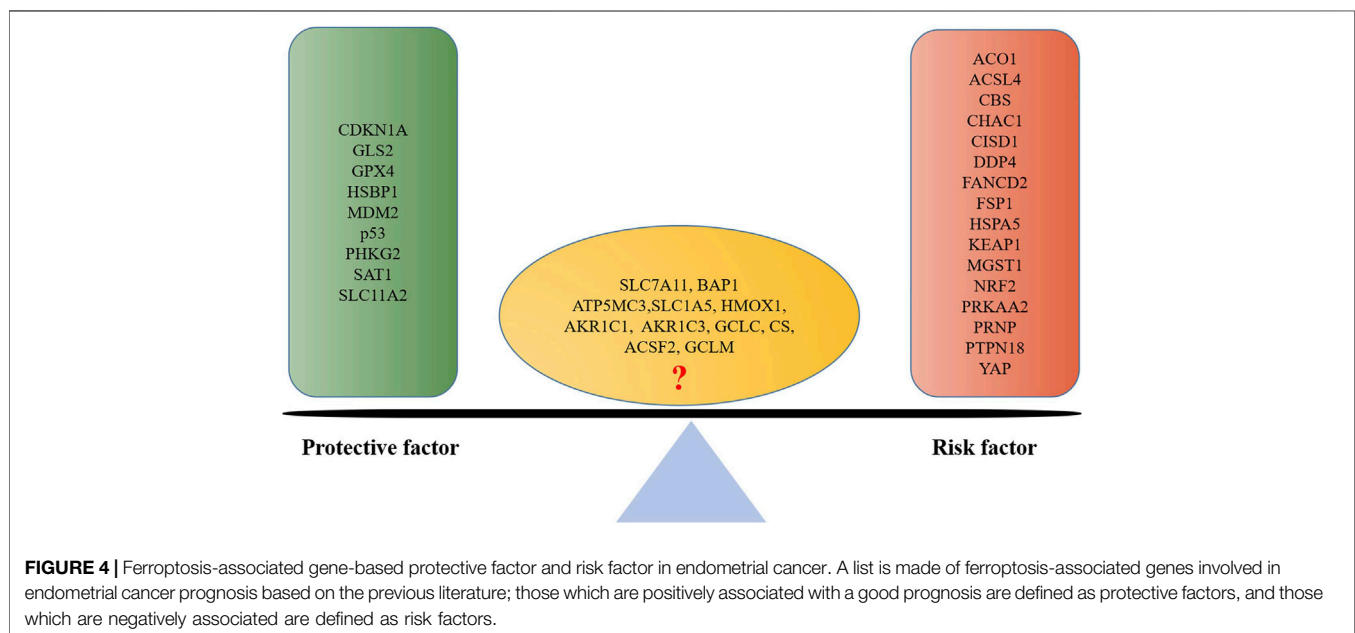 CDKN1A
GLS2
GPX4
HSBP1
MDM2
p53
PHKG2
SAT1
SLC11A2
SLC7A11, BAP1
ATP5MC3,SLC1A5, HMOX1,
AKR1C1, AKR1C3, GCLC, CS,
ACSF2, GCLM
?
ACO1
ACSL4
CBS
CHAC1
CISD1
DDP4
FANCD2
FSP1
HSPA5
KEAP1
MGST1
NRF2
PRKAA2
PRNP
PTPN18
YAP
Protective factor
Risk factor
FIGURE 4 | Ferroptosis-associated gene-based protective factor and risk factor in endometrial cancer. A list is made of ferroptosis-associated genes involved in
endometrial cancer prognosis based on the previous literature; those which are positively associated with a good prognosis are defined as protective factors, and those
which are negatively associated are defined as risk factors.